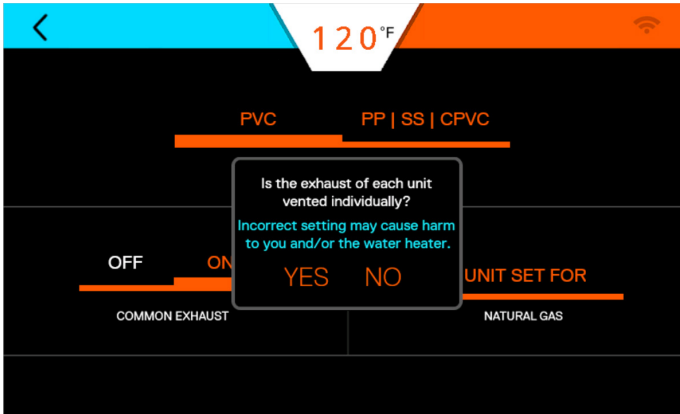 120°F
PVC PP | SS | CPVC
Is the exhaust of each unit
vented individually?
Incorrect setting may cause harm
to you and/or the water heater.
YES NO
OFF ON
COMMON EXHAUST
UNIT SET FOR
NATURAL GAS